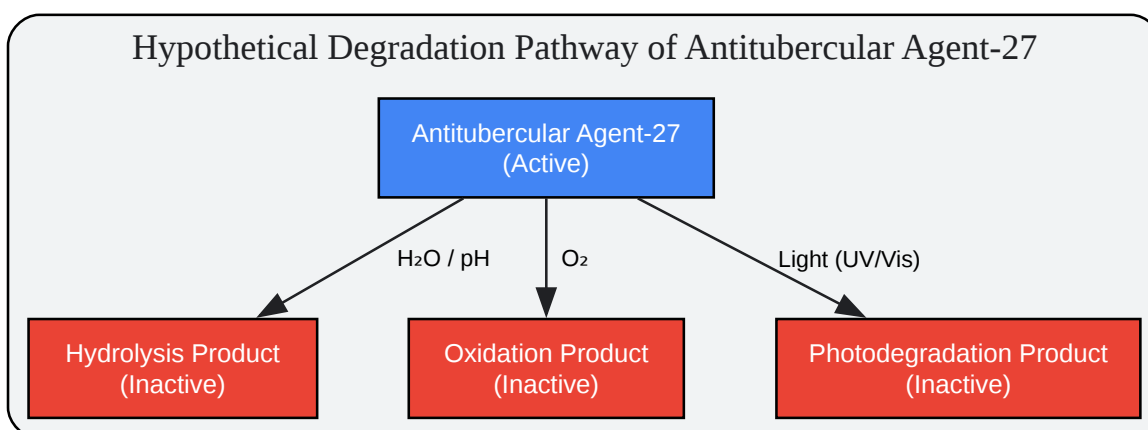 Hypothetical Degradation Pathway of Antitubercular Agent-27
Antitubercular Agent-27
(Active)
H₂O / pH
O₂
Light (UV/Vis)
Hydrolysis Product
(Inactive)
Oxidation Product
(Inactive)
Photodegradation Product
(Inactive)